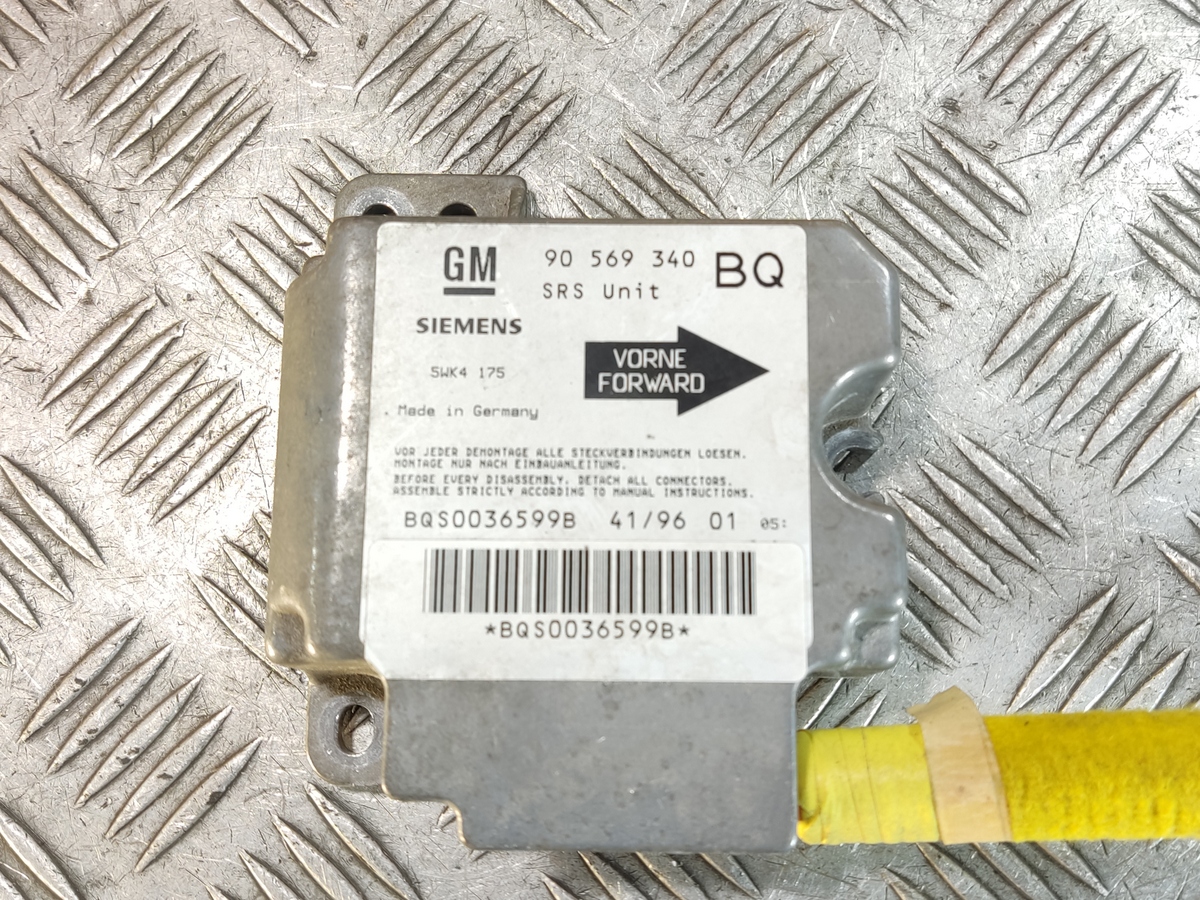 GM 90 569 340 BQ
SRS Unit
SIEMENS
5WK4 175
VORNE
FORWARD
Made in Germany
VOR JEDER DEMONTAGE ALLE STECKVERBINDUNGEN LOESEN.
MONTAGE NUR NACH EINBAUANLEITUNG.
BEFORE EVERY DISASSEMBLY, DETACH ALL CONNECTORS.
ASSEMBLE STRICTLY ACCORDING TO MANUAL INSTRUCTIONS.
BQS0036599B 41/96 01 05:
*BQS0036599B*